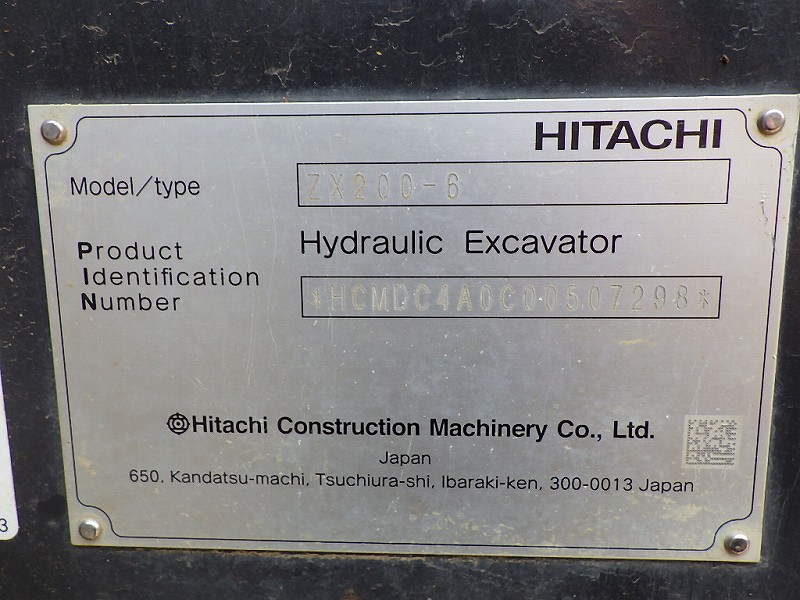 HITACHI
Model/type ZX200-6
Hydraulic Excavator
Product
Identification
Number
*HCMDC4A0C00507298*
Hitachi Construction Machinery Co., Ltd.
Japan
650, Kandatsu-machi, Tsuchiura-shi, Ibaraki-ken, 300-0013 Japan
3